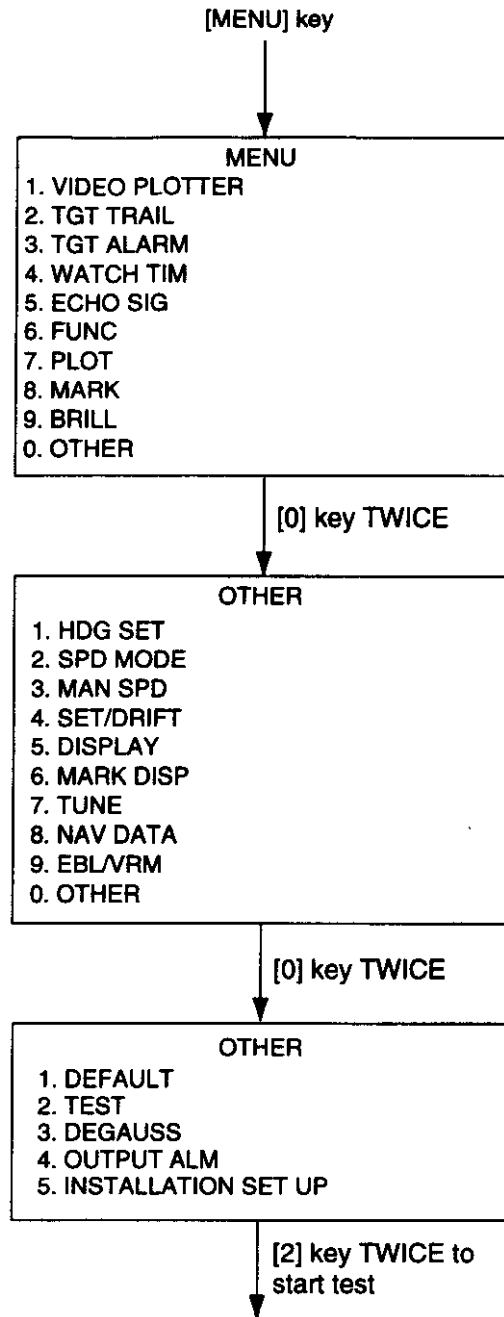 [MENU] key
MENU
1. VIDEO PLOTTER
2. TGT TRAIL
3. TGT ALARM
4. WATCH TIM
5. ECHO SIG
6. FUNC
7. PLOT
8. MARK
9. BRILL
0. OTHER
[0] key TWICE
OTHER
1. HDG SET
2. SPD MODE
3. MAN SPD
4. SET/DRIFT
5. DISPLAY
6. MARK DISP
7. TUNE
8. NAV DATA
9. EBL/VRM
0. OTHER
[0] key TWICE
OTHER
1. DEFAULT
2. TEST
3. DEGAUSS
4. OUTPUT ALM
5. INSTALLATION SET UP
[2] key TWICE to
start test